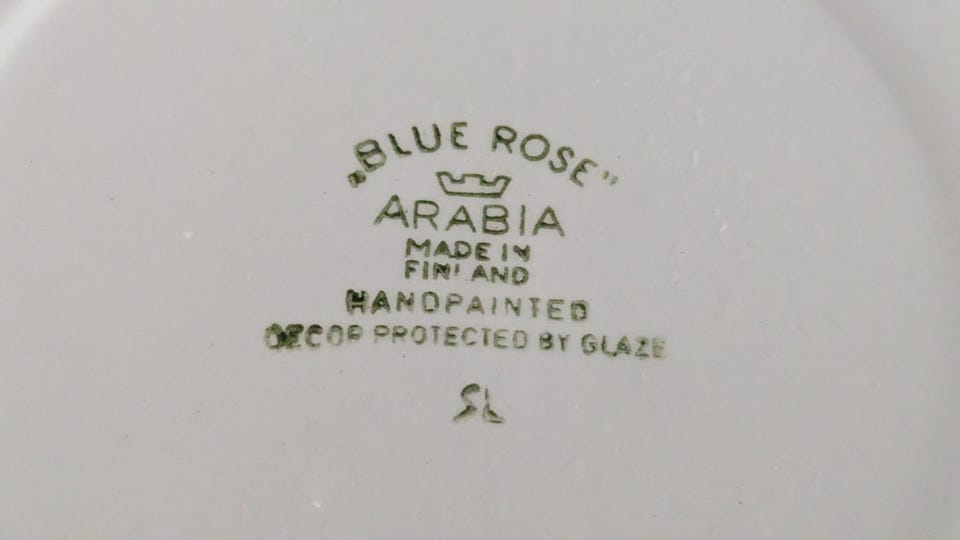 „BLUE ROSE"
ARABIA
MADE IN
FINLAND
HANDPAINTED
DECOR PROTECTED BY GLAZE
SL